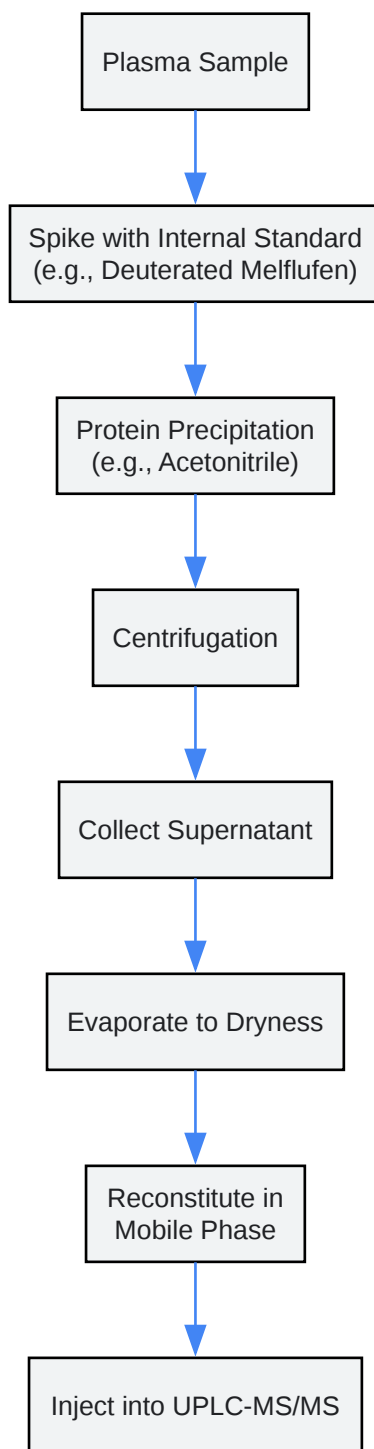 Plasma Sample
Spike with Internal Standard
(e.g., Deuterated Melflufen)
Protein Precipitation
(e.g., Acetonitrile)
Centrifugation
Collect Supernatant
Evaporate to Dryness
Reconstitute in
Mobile Phase
Inject into UPLC-MS/MS